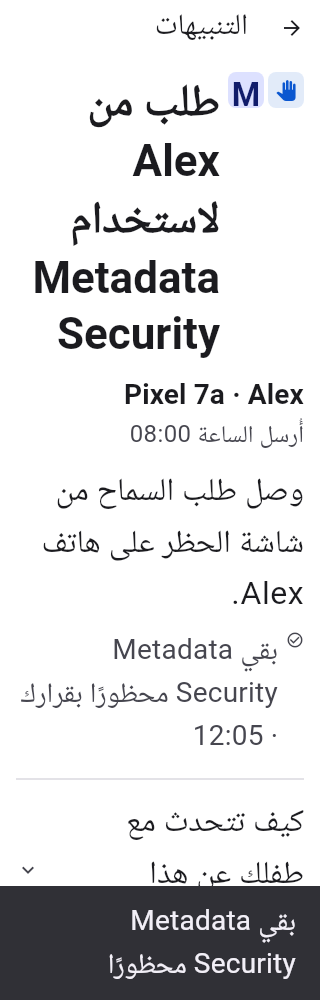 التنبيهات
M
طلب من
Alex
لاستخدام
Metadata
Security
Pixel 7a · Alex
أرسل الساعة 08:00
وصل طلب السماح من
شاشة الحظر على هاتف
Alex.
بقي Metadata
Security محظورًا بقرارك
· 12:05
كيف تتحدث مع
طفلك عن هذا
بقي Metadata
Security محظورًا